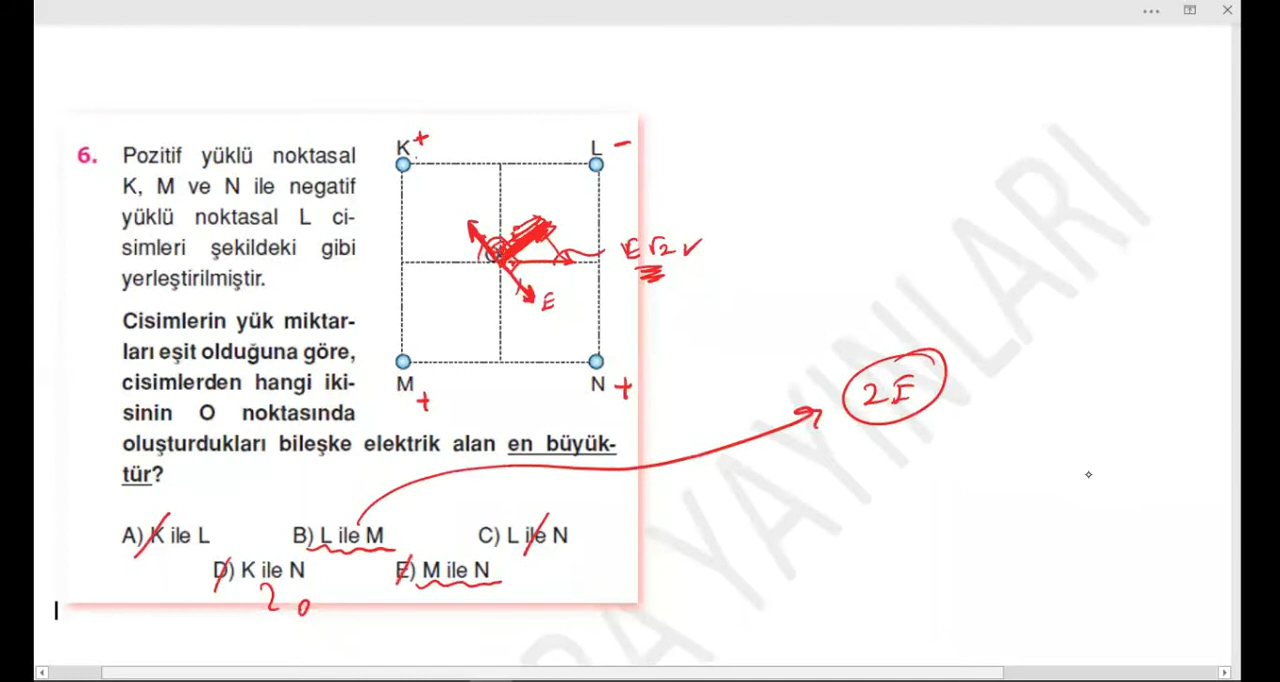 6. Pozitif yüklü noktasal
K, M ve N ile negatif
yüklü noktasal L ci-
simleri şekildeki gibi
yerleştirilmiştir.
Cisimlerin yük miktar-
ları eşit olduğuna göre,
cisimlerden hangi iki-
sinin O noktasında
oluşturdukları bileşke elektrik alan en büyük-
tür?
A) K ile L B) L ile M C) L ile N
D) K ile N E) M ile N
K +
L -
E √2
E
M +
N +
2E
YAYINLARI